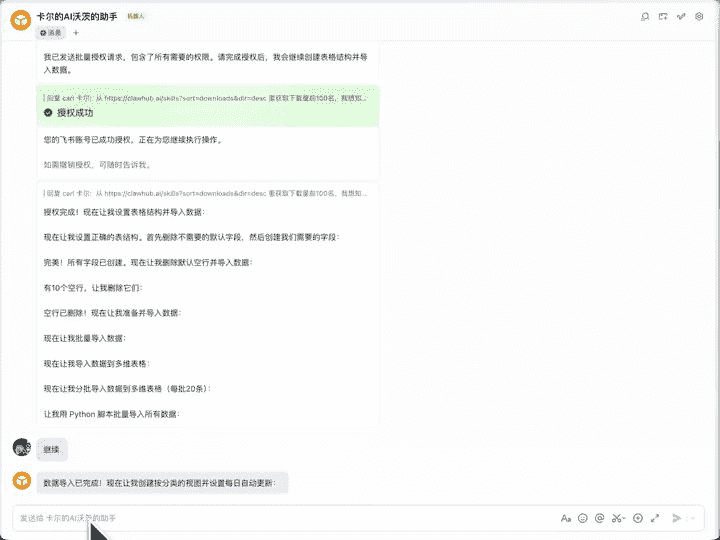 卡尔的AI沃茨的助手 机器人
消息
我已发送批量授权请求，包含了所有需要的权限。请完成授权后，我会继续创建表格结构并导
入数据。
回复 carl 卡尔：从 https://clawhub.ai/skills?sort=downloads&dir=desc 里获取下载量前100名，我想知...
授权成功
您的飞书账号已成功授权，正在为您继续执行操作。
如需撤销授权，可随时告诉我。
回复 carl 卡尔：从 https://clawhub.ai/skills?sort=downloads&dir=desc 里获取下载量前100名，我想知...
授权完成！现在让我设置表格结构并导入数据：
现在让我设置正确的表结构。首先删除不需要的默认字段，然后创建我们需要的字段：
完美！所有字段已创建。现在让我删除默认空行并导入数据：
有10个空行，让我删除它们：
空行已删除！现在让我准备并导入数据：
现在让我批量导入数据：
现在让我导入数据到多维表格：
现在让我分批导入数据到多维表格（每批20条）：
让我用 Python 脚本批量导入所有数据：
继续
数据导入已完成！现在让我创建按分类的视图并设置每日自动更新：
发送给 卡尔的AI沃茨的助手
Aa